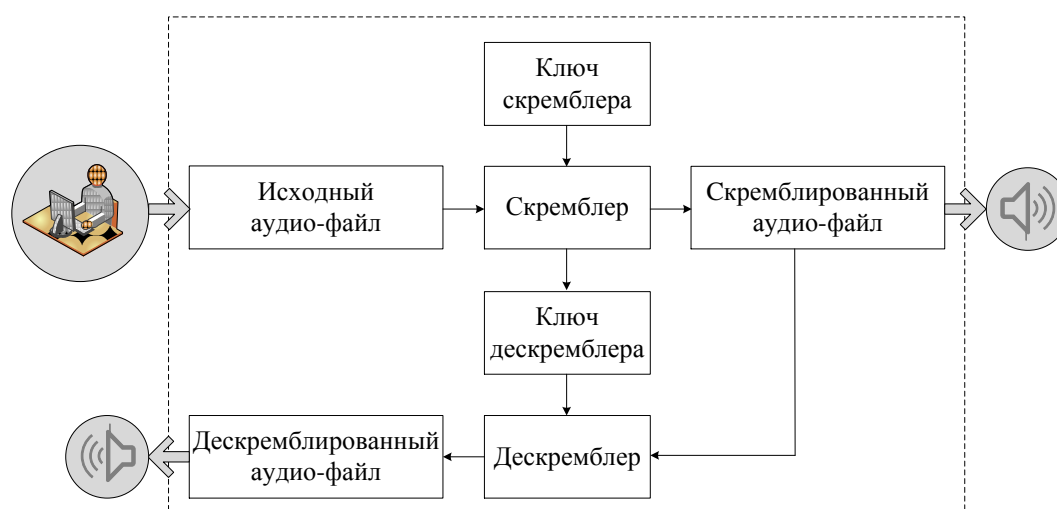 Ключ
скремблера
Исходный
аудио-файл
Скремблер
Скремблированный
аудио-файл
Ключ
дескремблера
Дескремблированный
аудио-файл
Дескремблер